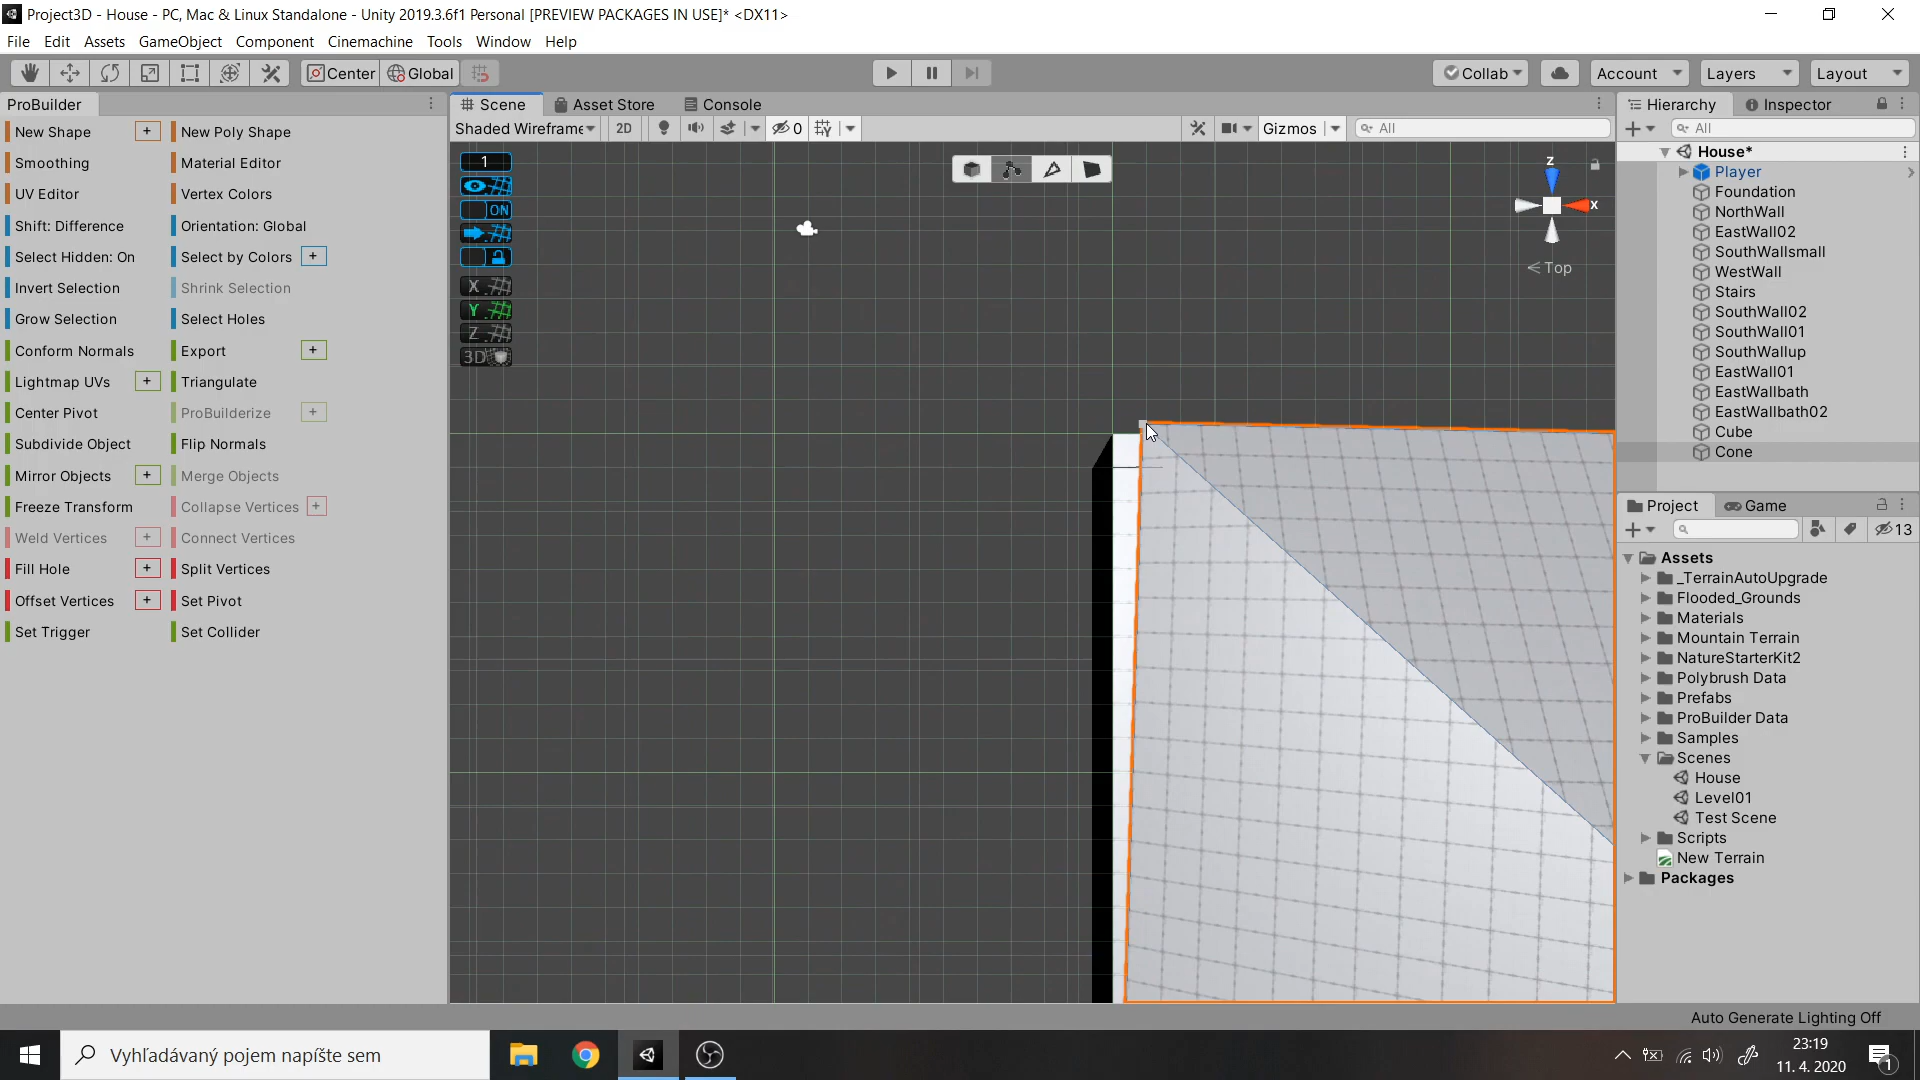 Project3D - House - PC, Mac & Linux Standalone - Unity 2019.3.6f1 Personal [PREVIEW PACKAGES IN USE]* <DX11>
File Edit Assets GameObject Component Cinemachine Tools Window Help
Center Global Collab Account Layers Layout
ProBuilder
New Shape + New Poly Shape
Smoothing Material Editor
UV Editor Vertex Colors
Shift: Difference Orientation: Global
Select Hidden: On Select by Colors +
Invert Selection Shrink Selection
Grow Selection Select Holes
Conform Normals Export +
Lightmap UVs + Triangulate
Center Pivot ProBuilderize +
Subdivide Object Flip Normals
Mirror Objects + Merge Objects
Freeze Transform Collapse Vertices +
Weld Vertices + Connect Vertices
Fill Hole + Split Vertices
Offset Vertices + Set Pivot
Set Trigger Set Collider
Scene Asset Store Console
Shaded Wireframe 2D 0 Gizmos All
1
ON
X
Y
Z
3D
z
x
Top
Hierarchy Inspector
All
House*
Player
Foundation
NorthWall
EastWall02
SouthWallsmall
WestWall
Stairs
SouthWall02
SouthWall01
SouthWallup
EastWall01
EastWallbath
EastWallbath02
Cube
Cone
Project Game
13
Assets
_TerrainAutoUpgrade
Flooded_Grounds
Materials
Mountain Terrain
NatureStarterKit2
Polybrush Data
Prefabs
ProBuilder Data
Samples
Scenes
House
Level01
Test Scene
Scripts
New Terrain
Packages
Auto Generate Lighting Off
Vyhľadávaný pojem napíšte sem
23:19
11. 4. 2020
1